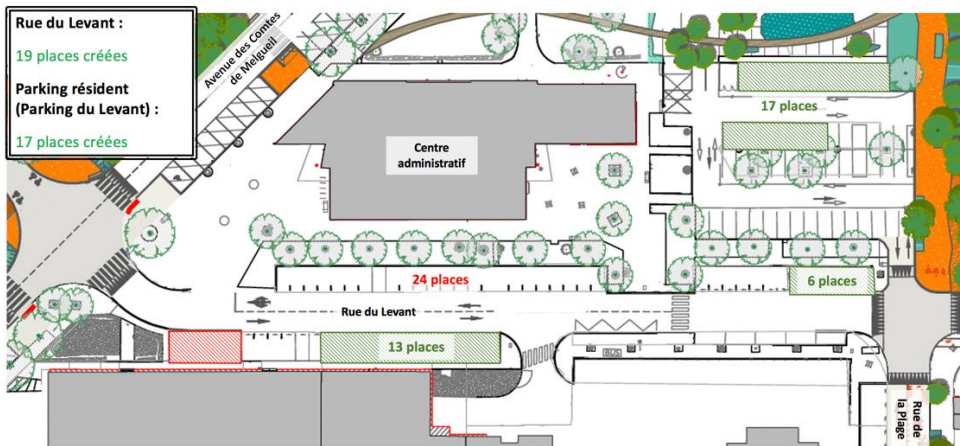 Rue du Levant :
19 places créées
Parking résident
(Parking du Levant) :
17 places créées
Avenue des Comtes
de Melgueil
Centre
administratif
17 places
24 places
6 places
Rue du Levant
13 places
BUS
Rue de
la Plage